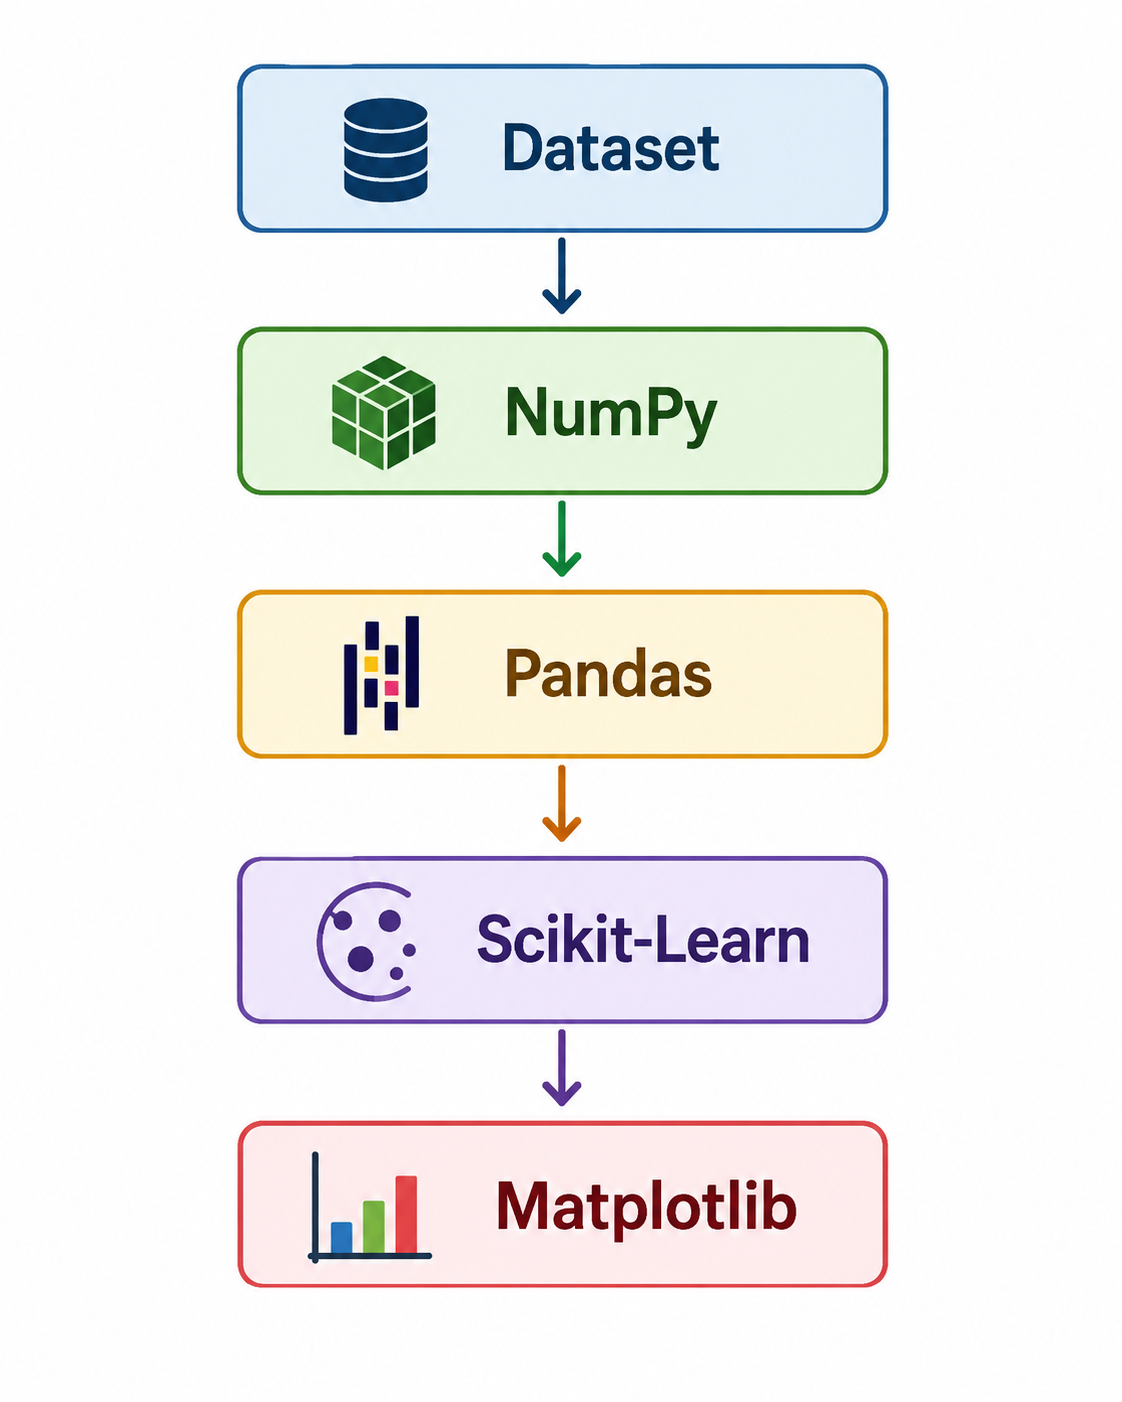 Dataset
NumPy
Pandas
Scikit-Learn
Matplotlib